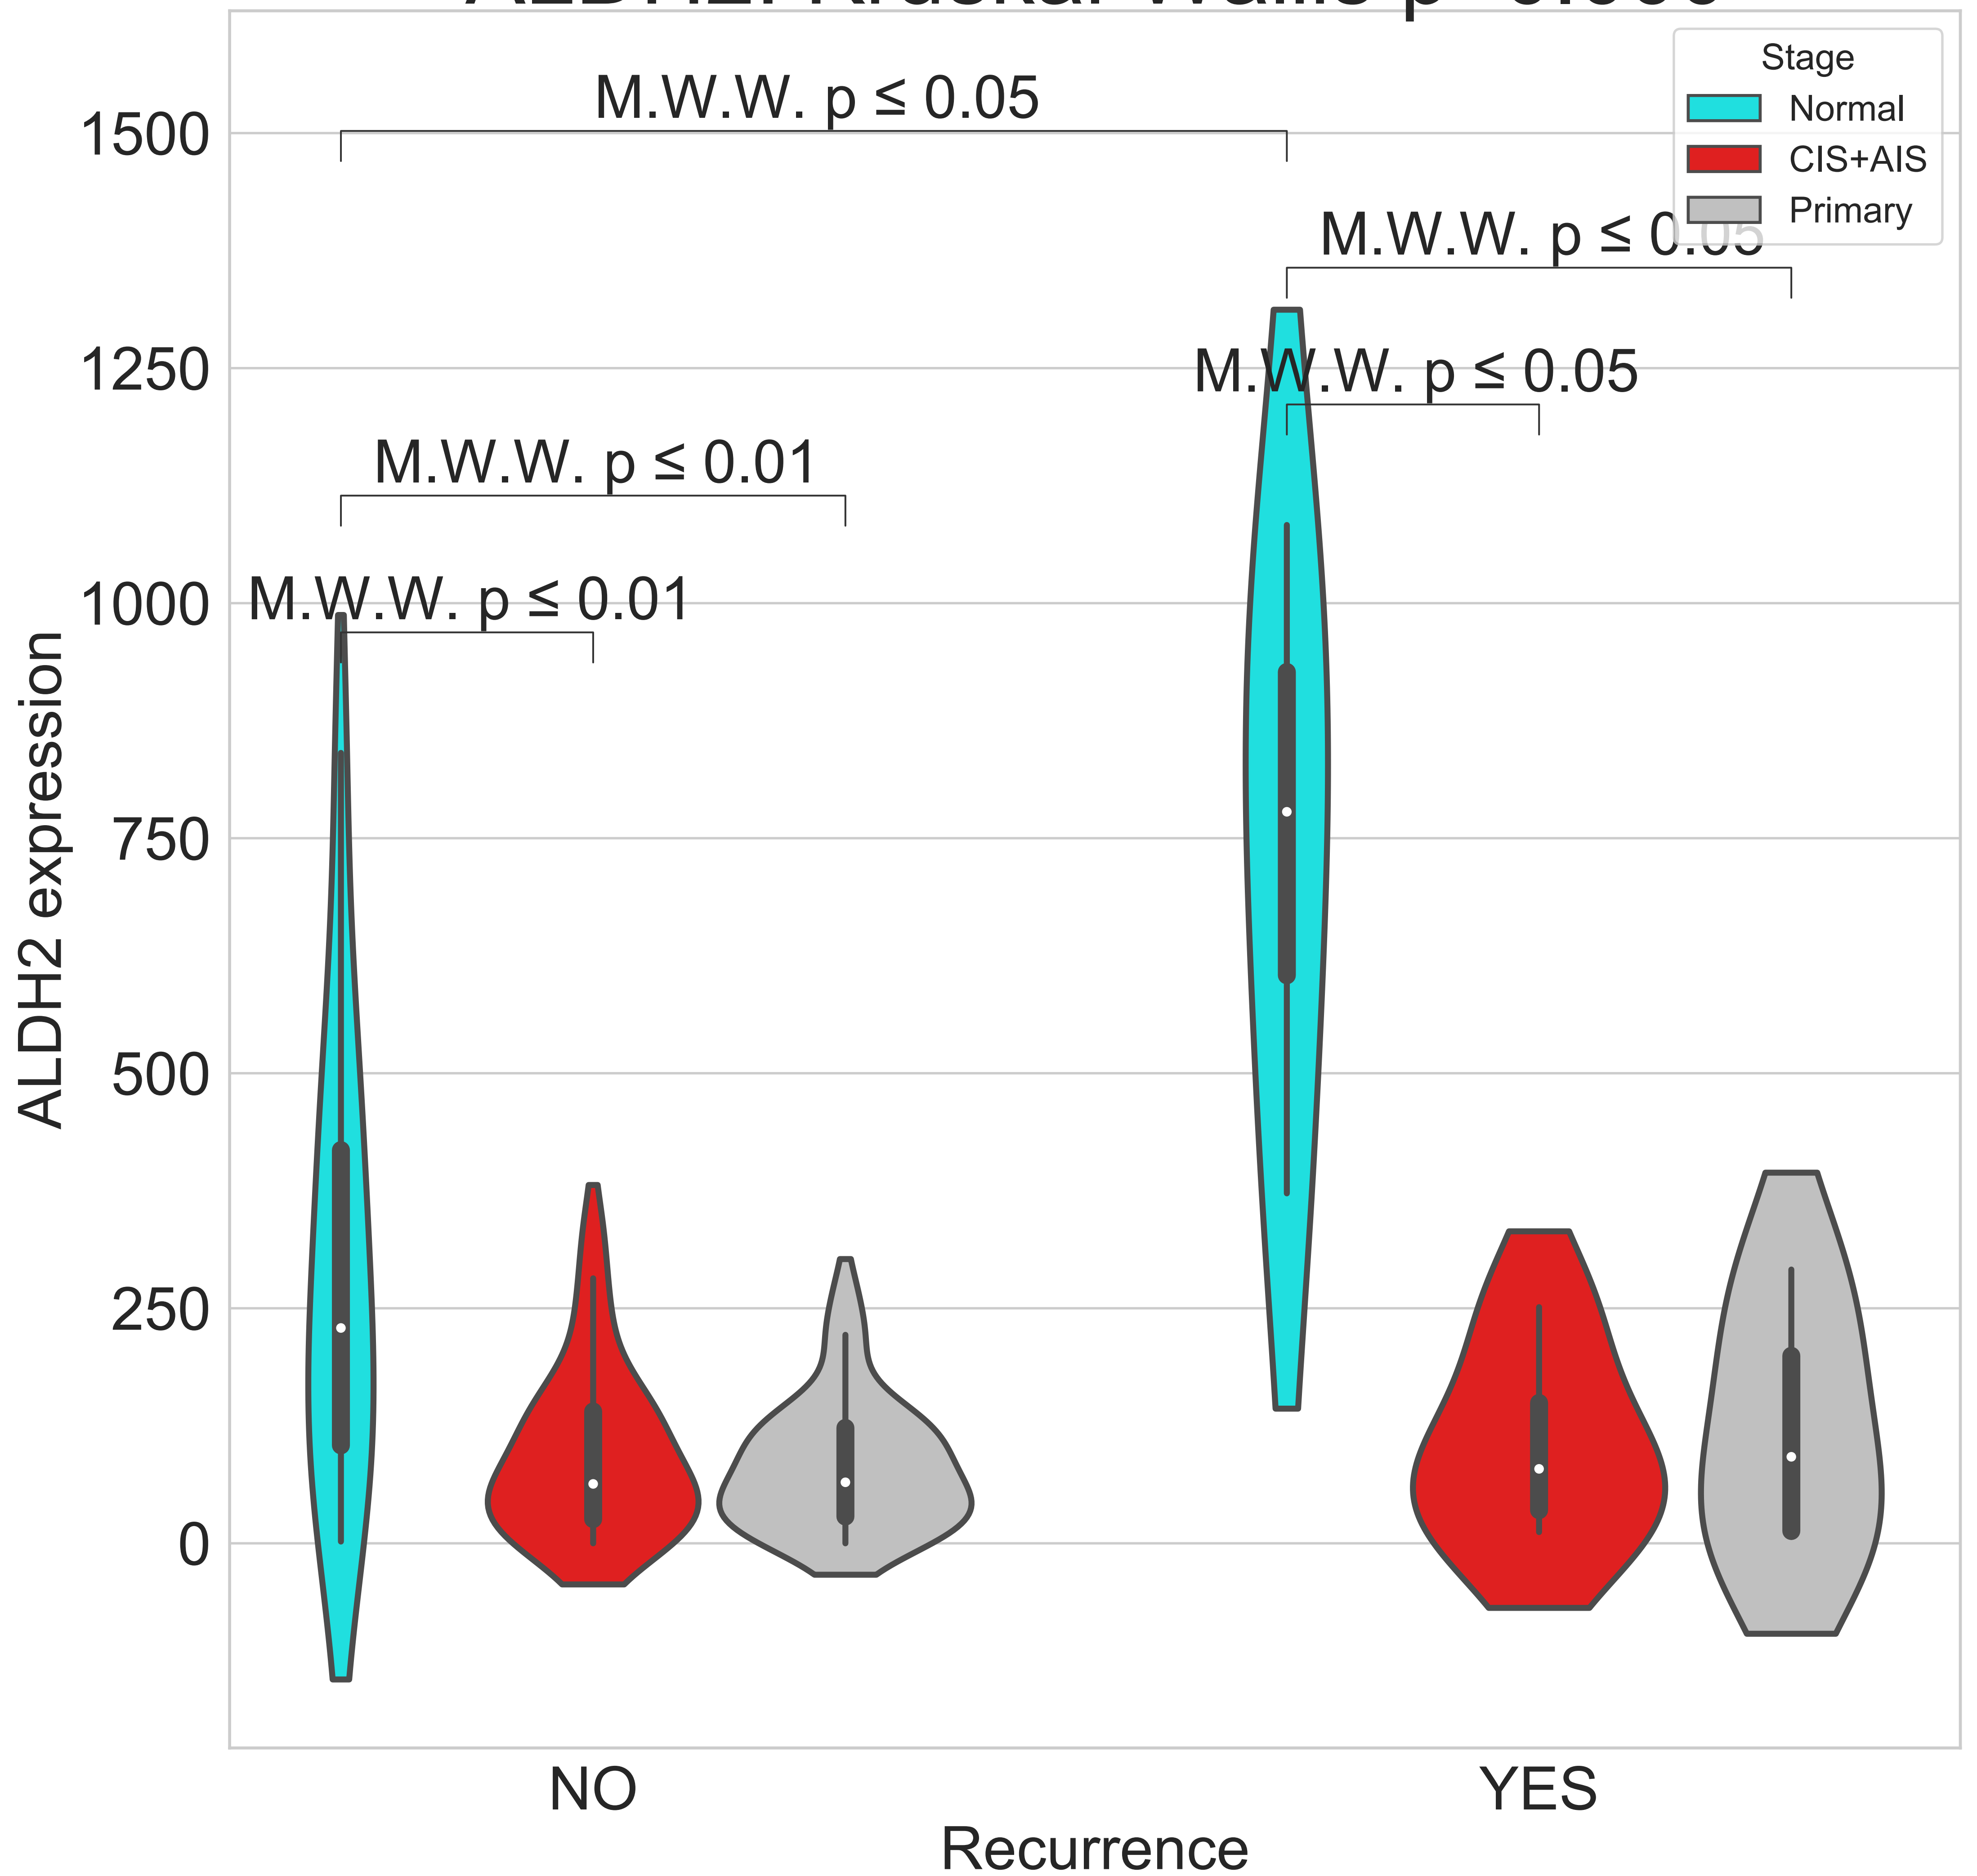 Stage
Normal
CIS+AIS
Primary
M.W.W. p ≤ 0.05
M.W.W. p ≤ 0.05
M.W.W. p ≤ 0.05
M.W.W. p ≤ 0.01
M.W.W. p ≤ 0.01
1500
1250
1000
750
500
250
0
ALDH2 expression
NO
YES
Recurrence